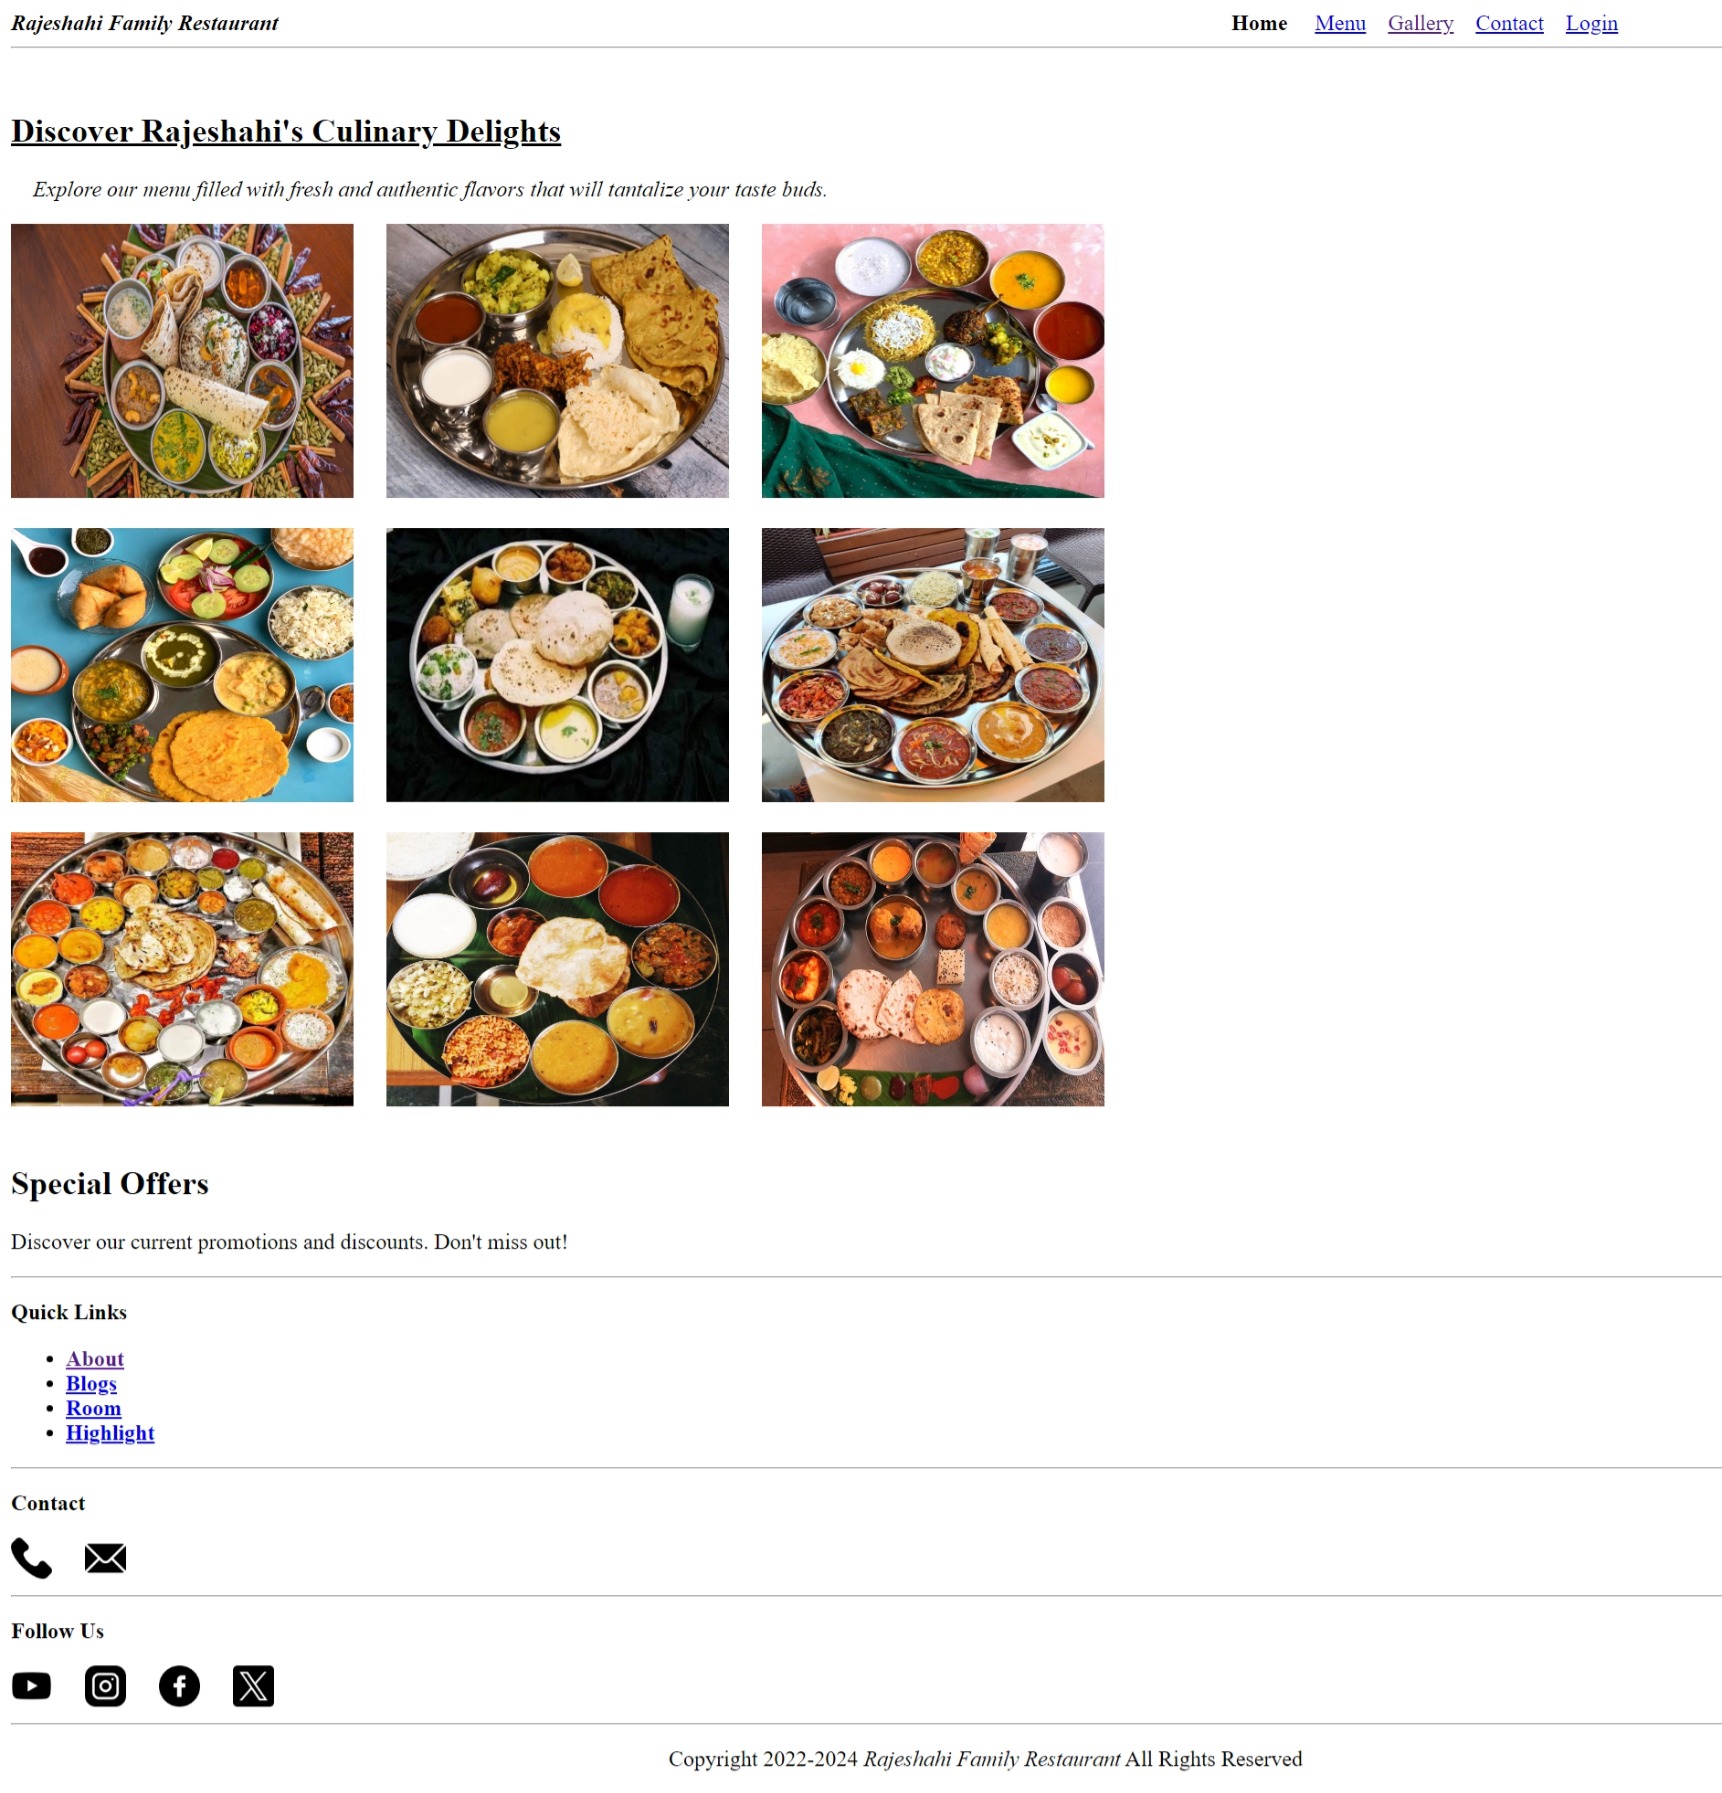 Rajeshahi Family Restaurant Home Menu Gallery Contact Login
Discover Rajeshahi's Culinary Delights
Explore our menu filled with fresh and authentic flavors that will tantalize your taste buds.
Special Offers
Discover our current promotions and discounts. Don't miss out!
Quick Links
About
Blogs
Room
Highlight
Contact
Follow Us
Copyright 2022-2024 Rajeshahi Family Restaurant All Rights Reserved